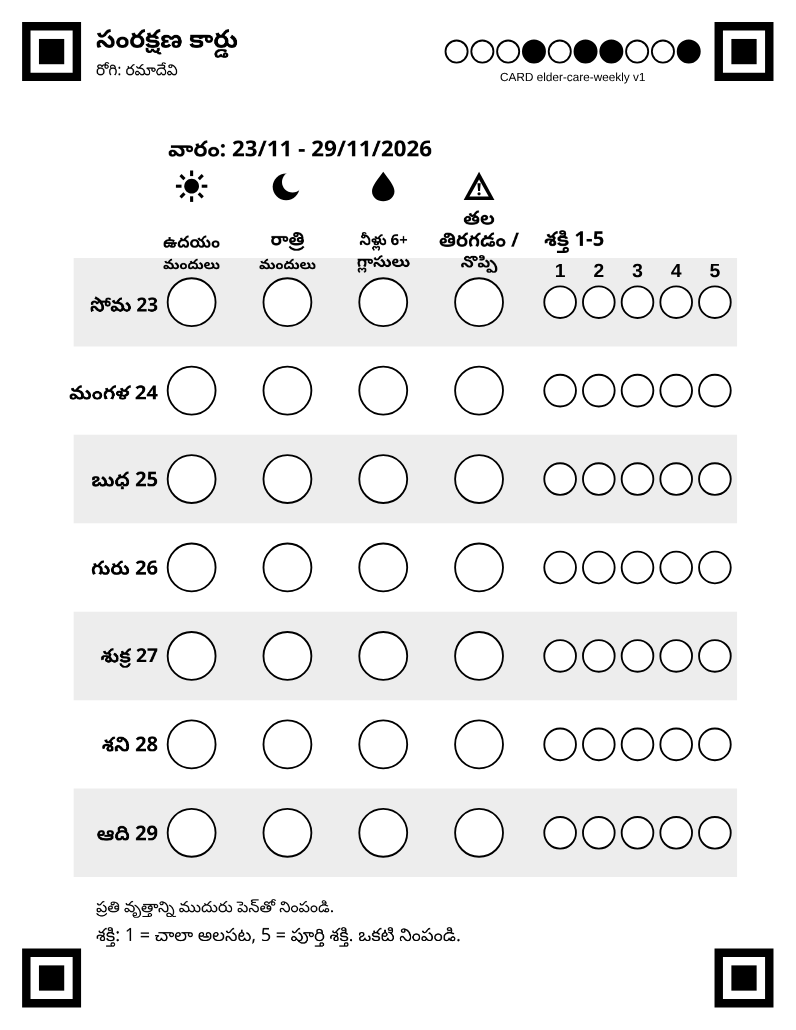 సంరక్షణ కార్డు
రోగి: రమాదేవి
CARD elder-care-weekly v1
వారం: 23/11 - 29/11/2026
ఉదయం మందులు
రాత్రి మందులు
నీళ్లు 6+ గ్లాసులు
తల తిరగడం / నొప్పి
శక్తి 1-5
1 2 3 4 5
సోమ 23
మంగళ 24
బుధ 25
గురు 26
శుక్ర 27
శని 28
ఆది 29
ప్రతి వృత్తాన్ని ముదురు పెన్‌తో నింపండి.
శక్తి: 1 = చాలా అలసట, 5 = పూర్తి శక్తి. ఒకటి నింపండి.